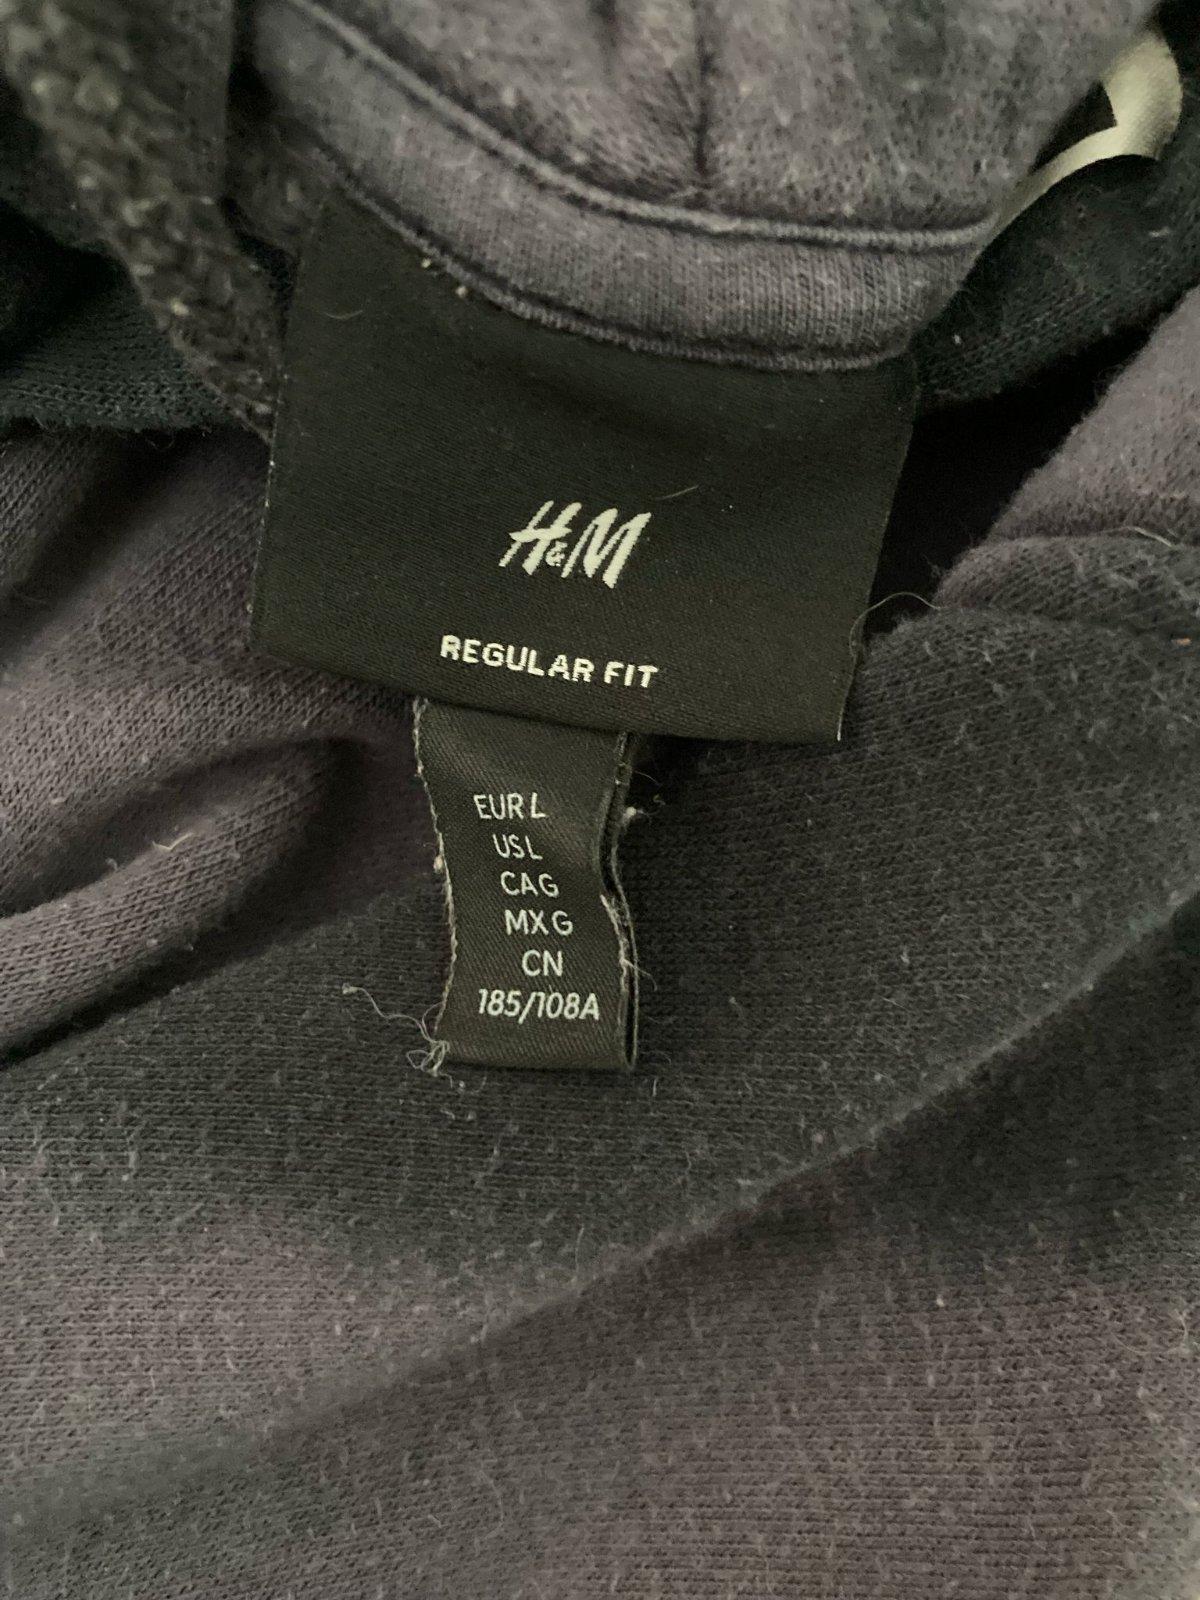 H&M
REGULAR FIT
EUR L
US L
CA G
MX G
CN
185/108A